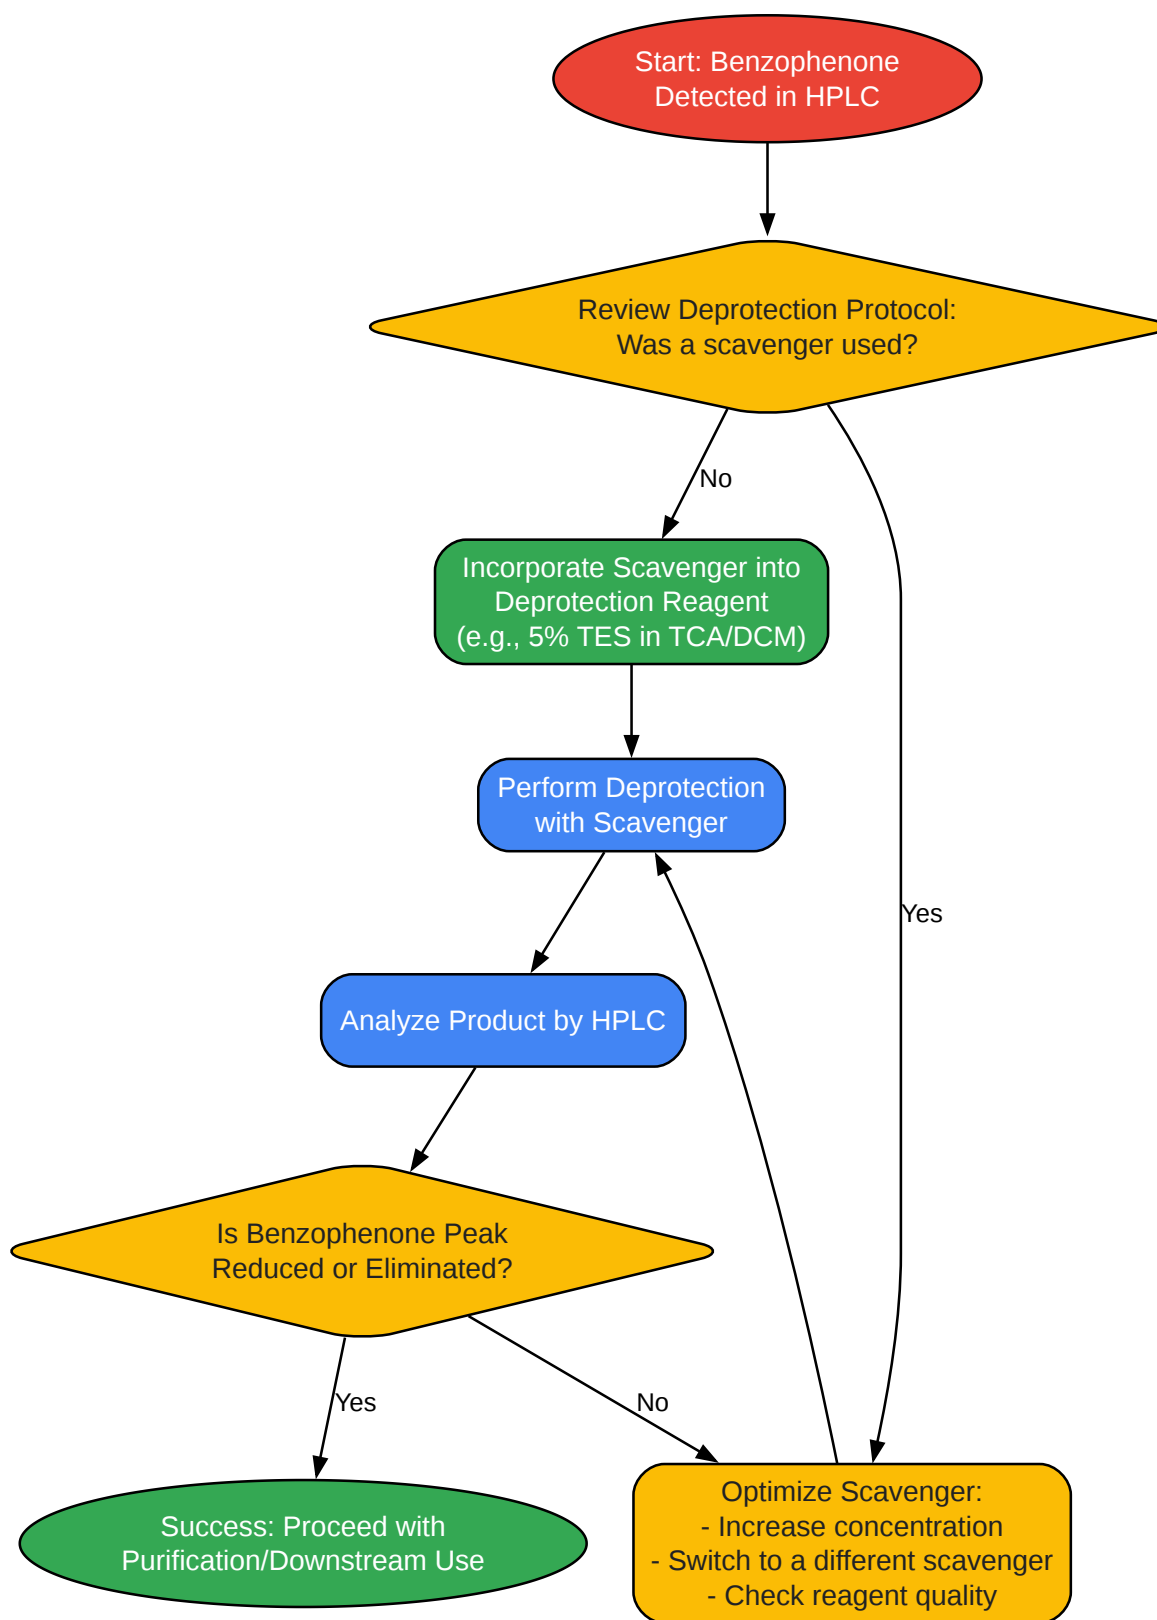 Start: Benzophenone
Detected in HPLC
Review Deprotection Protocol:
Was a scavenger used?
No
Incorporate Scavenger into
Deprotection Reagent
(e.g., 5% TES in TCA/DCM)
Perform Deprotection
with Scavenger
Yes
Analyze Product by HPLC
Is Benzophenone Peak
Reduced or Eliminated?
Yes
No
Success: Proceed with
Purification/Downstream Use
Optimize Scavenger:
- Increase concentration
- Switch to a different scavenger
- Check reagent quality